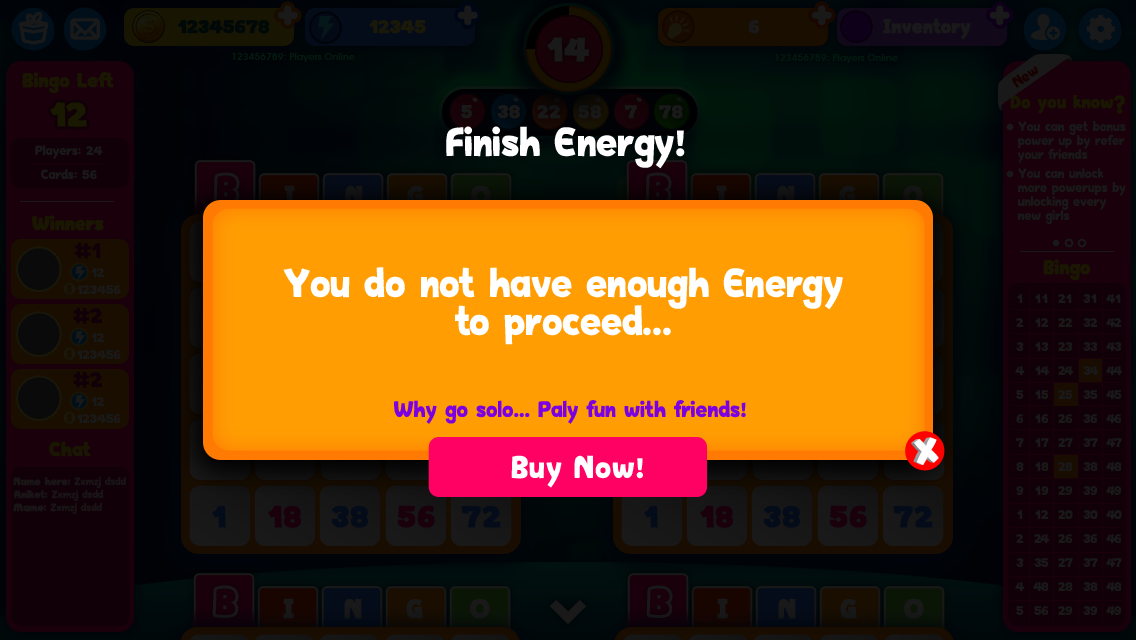 12345678
12345
6
Inventory
123456789: Players Online
123456789: Players Online
14
5 38 22 58 7 78
Bingo Left
12
Players: 24
Cards: 56
Winners
#1
12
123456
#2
12
123456
#2
12
123456
Chat
Name here: Zxmzj dsdd
Aniket: Zxmzj dsdd
Mame: Zxmzj dsdd
Finish Energy!
B I N G O
B I N G O
You do not have enough Energy
to proceed...
Why go solo... Paly fun with friends!
Buy Now!
X
1 18 38 56 72
1 18 38 56 72
B I N G O
B I N G O
New
Do you know?
You can get bonus
power up by refer
your friends
You can unlock
more powerups by
unlocking every
new girls
Bingo
1 11 21 31 41
2 12 22 32 42
3 13 23 33 43
4 14 24 34 44
5 15 25 35 45
6 16 26 36 46
7 17 27 37 47
8 18 28 38 48
9 19 29 39 49
1 12 20 30 40
2 24 26 36 46
3 35 27 37 47
4 48 28 38 48
5 56 29 39 49